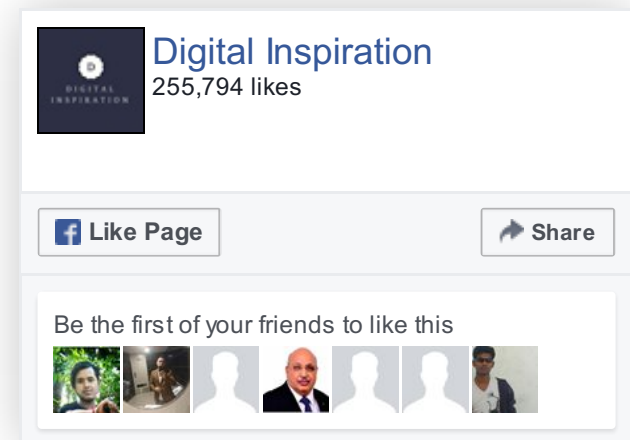 Digital Inspiration
255,794 likes
D
DIGITAL
INSPIRATION
Like Page
Share
Be the first of your friends to like this